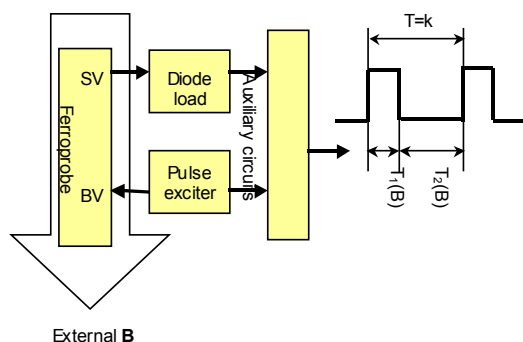 T=k
SV
Diode
load
Ferroprobe
Auxiliary circuits
Pulse
exciter
BV
T₁(B)
T₂(B)
External B